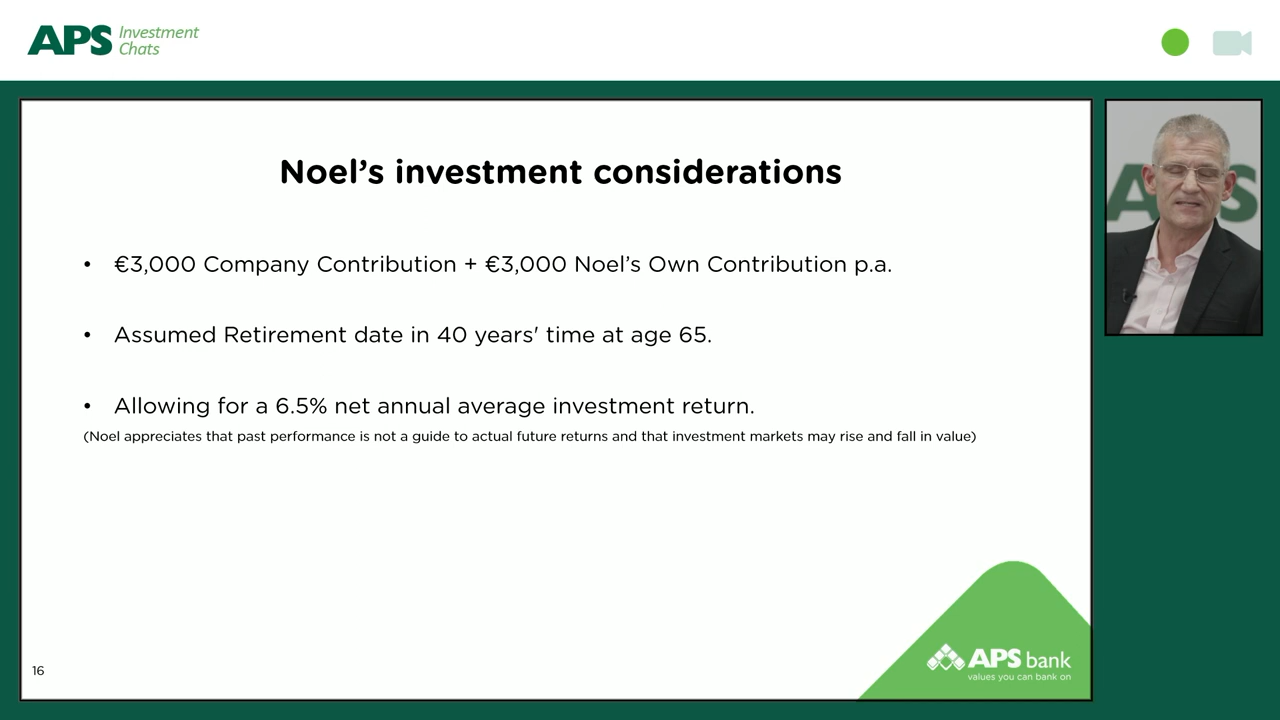 APS Investment
Chats
Noel’s investment considerations
• €3,000 Company Contribution + €3,000 Noel’s Own Contribution p.a.
• Assumed Retirement date in 40 years' time at age 65.
• Allowing for a 6.5% net annual average investment return.
(Noel appreciates that past performance is not a guide to actual future returns and that investment markets may rise and fall in value)
APS
16
APS bank
values you can bank on